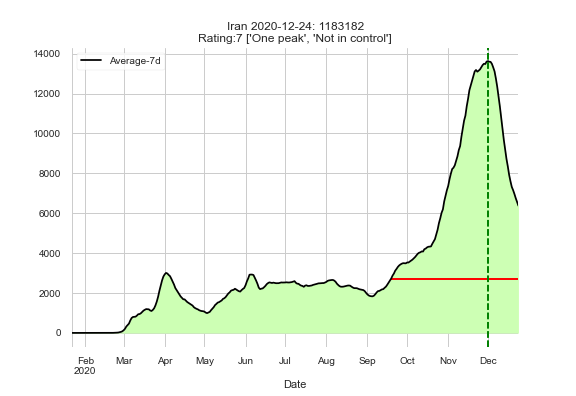 Iran 2020-12-24: 1183182
Rating:7 ['One peak', 'Not in control']
Average-7d
14000
12000
10000
8000
6000
4000
2000
0
Feb Mar Apr May Jun Jul Aug Sep Oct Nov Dec
2020
Date